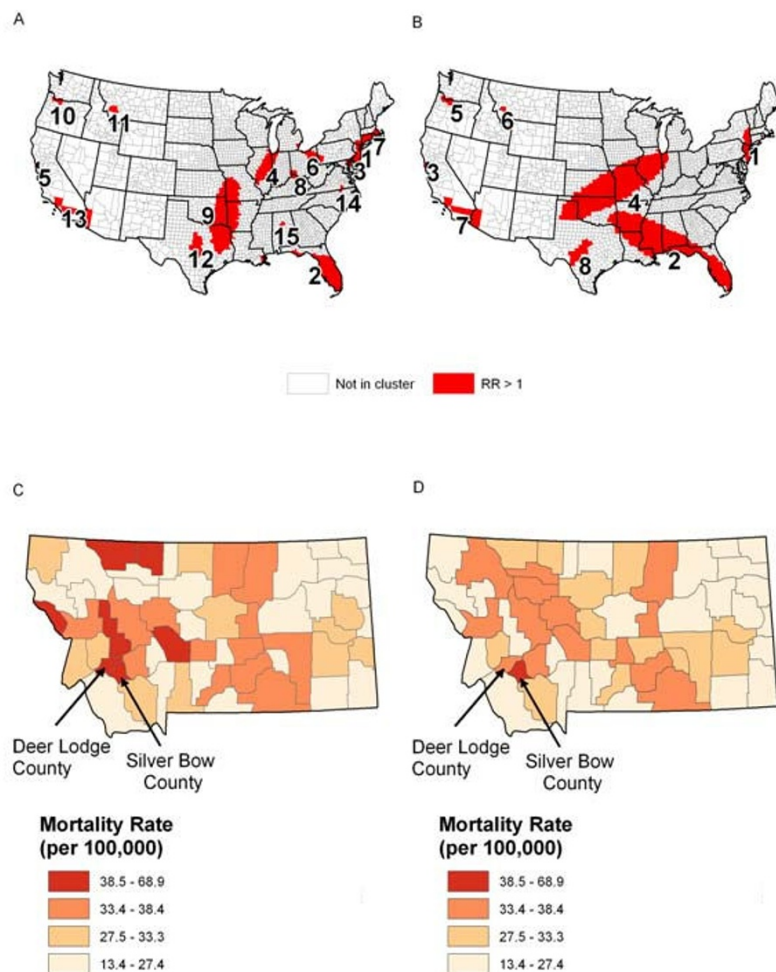 A
B
10
11
5
13
12
9
4
8
6
7
1
3
14
15
2
5
6
3
7
8
4
2
1
Not in cluster
RR > 1
C
D
Deer Lodge
County
Silver Bow
County
Deer Lodge
County
Silver Bow
County
Mortality Rate
(per 100,000)
38.5 - 68.9
33.4 - 38.4
27.5 - 33.3
13.4 - 27.4
Mortality Rate
(per 100,000)
38.5 - 68.9
33.4 - 38.4
27.5 - 33.3
13.4 - 27.4